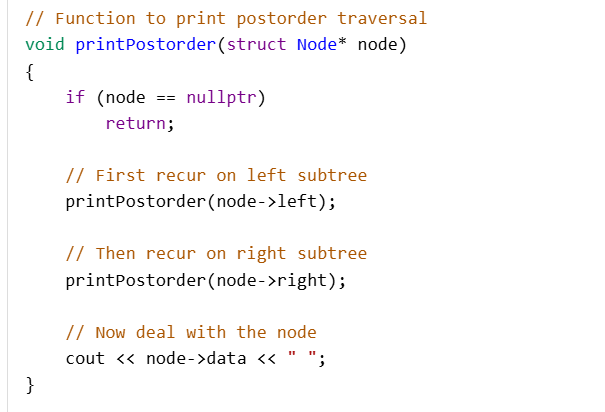 // Function to print postorder traversal
void printPostorder(struct Node* node)
{
    if (node == nullptr)
        return;

    // First recur on left subtree
    printPostorder(node->left);

    // Then recur on right subtree
    printPostorder(node->right);

    // Now deal with the node
    cout << node->data << " ";
}